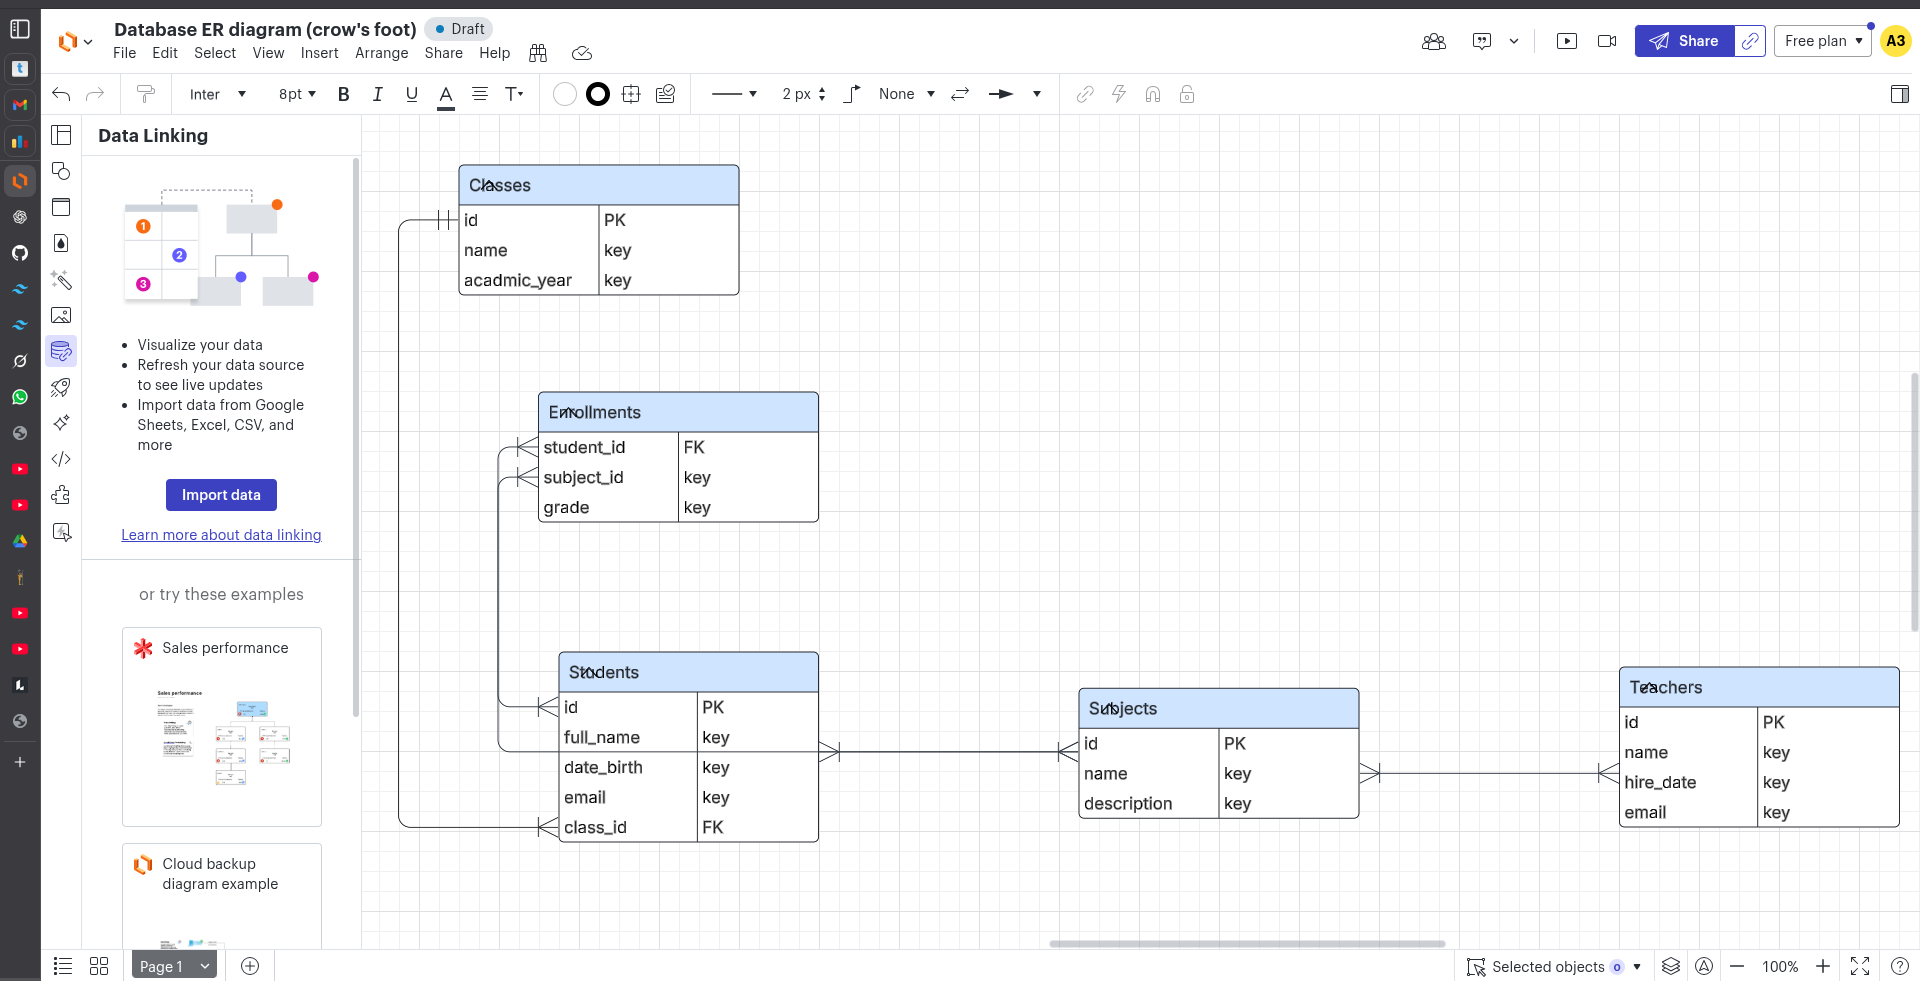 Database ER diagram (crow's foot)
Draft
File Edit Select View Insert Arrange Share Help
Share
Free plan
A3
Inter
8pt
B I U A T
2 px
None
Data Linking
1
2
3
Visualize your data
Refresh your data source
to see live updates
Import data from Google
Sheets, Excel, CSV, and
more
Import data
Learn more about data linking
or try these examples
Sales performance
Sales performance
Cloud backup
diagram example
Classes
id PK
name key
acadmic_year key
Enrollments
student_id FK
subject_id key
grade key
Students
id PK
full_name key
date_birth key
email key
class_id FK
Subjects
id PK
name key
description key
Teachers
id PK
name key
hire_date key
email key
Page 1
Selected objects 0
100%